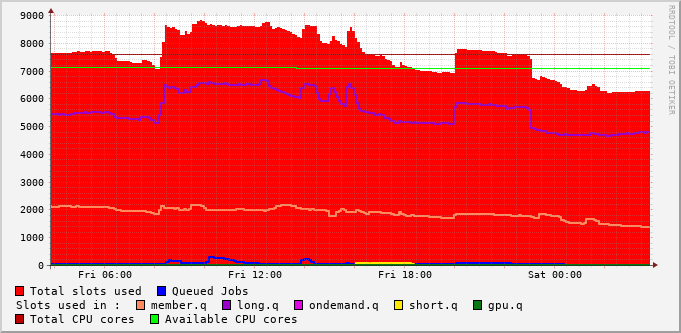 9000
8000
7000
6000
5000
4000
3000
2000
1000
0
Fri 06:00 Fri 12:00 Fri 18:00 Sat 00:00
RRDTOOL / TOBI OETIKER
Total slots used Queued Jobs
Slots used in : member.q long.q ondemand.q short.q gpu.q
Total CPU cores Available CPU cores